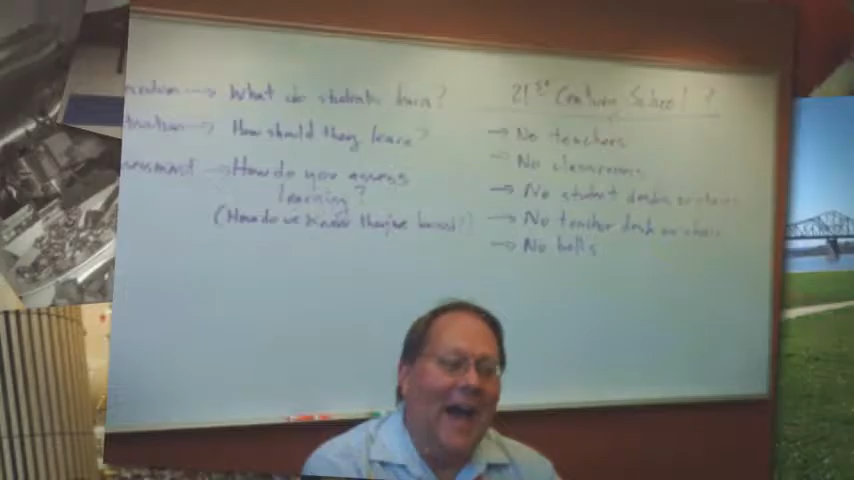 → What do students learn?
→ How should they learn?
→ How do you assess
learning?
(How do we know they've learned?)
21st Century School?
→ No teachers
→ No classrooms
→ No student desks or chairs
→ No teacher desk or chair
→ No bells